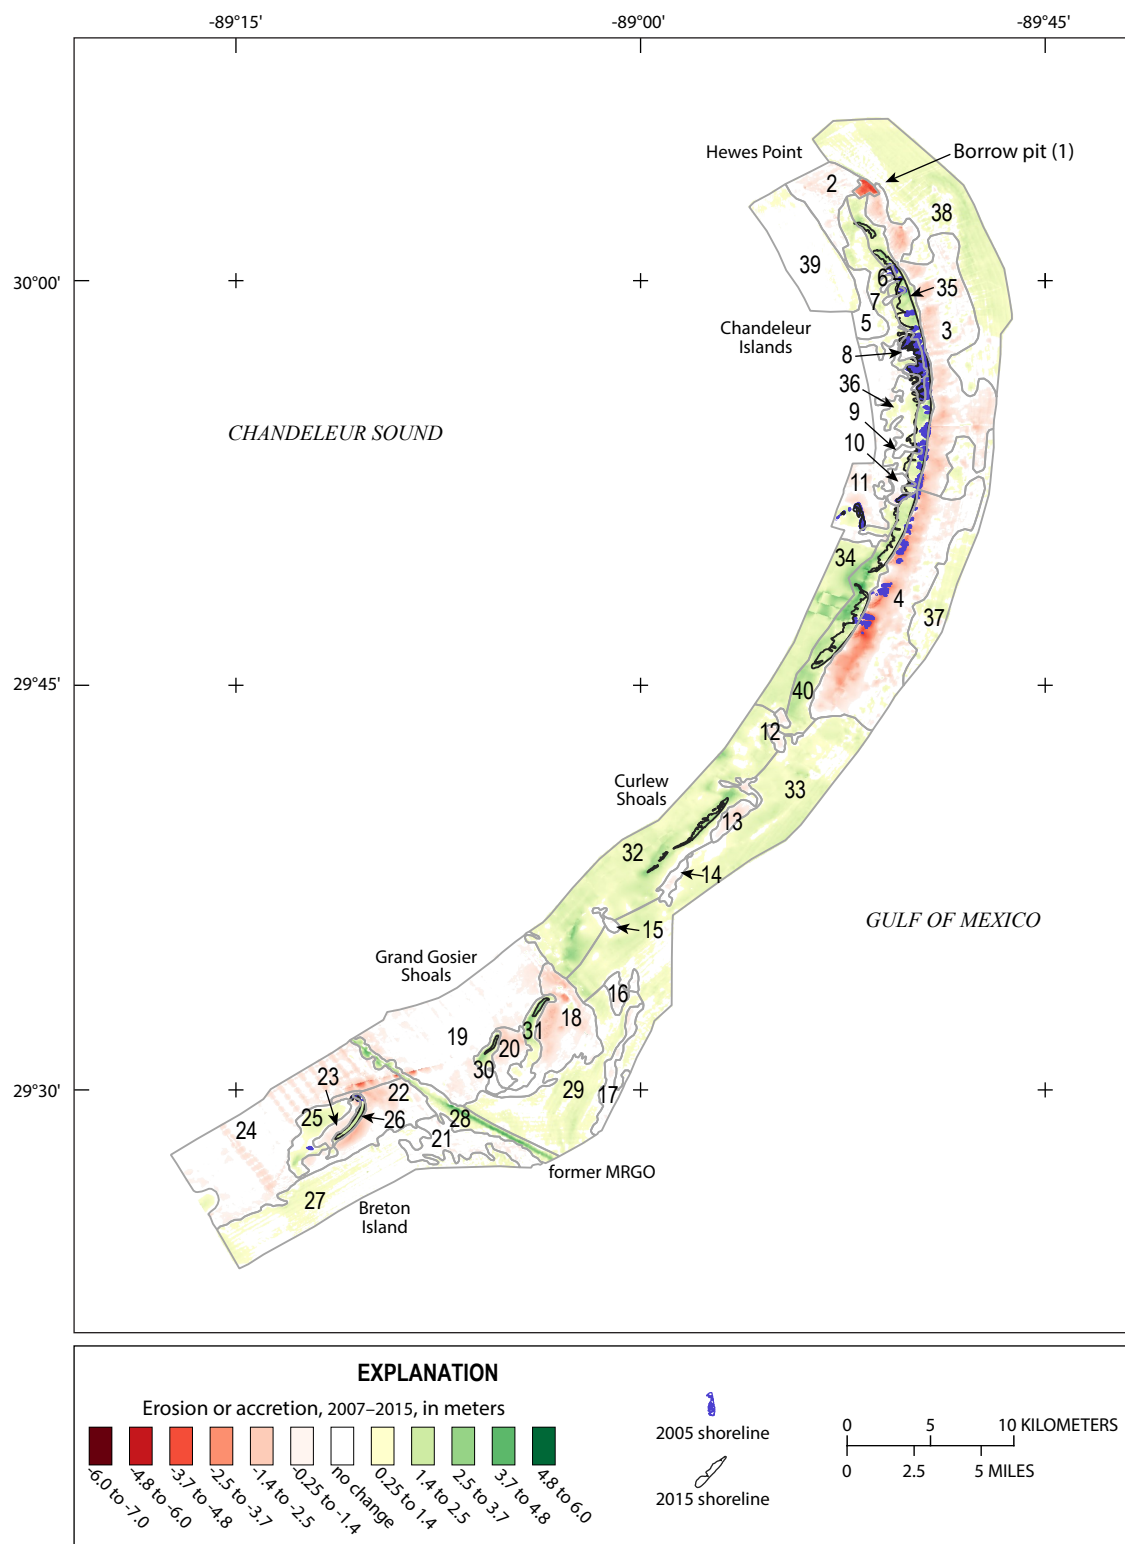 -89°15'
-89°00'
-89°45'
Hewes Point
Borrow pit (1)
2
38
39
30°00'
6
7
7
35
5
3
Chandeleur
Islands
8
36
9
CHANDELEUR SOUND
10
11
34
4
37
29°45'
40
12
Curlew
Shoals
33
13
32
14
GULF OF MEXICO
15
Grand Gosier
Shoals
16
18
31
19
20
30
23
29°30'
22
29
17
25
26
28
24
21
former MRGO
27
Breton
Island
EXPLANATION
Erosion or accretion, 2007–2015, in meters
-6.0 to -7.0
-4.8 to -6.0
-3.7 to -4.8
-2.5 to -3.7
-1.4 to -2.5
-0.25 to -1.4
no change
0.25 to 1.4
1.4 to 2.5
2.5 to 3.7
3.7 to 4.8
4.8 to 6.0
2005 shoreline
2015 shoreline
0 5 10 KILOMETERS
0 2.5 5 MILES